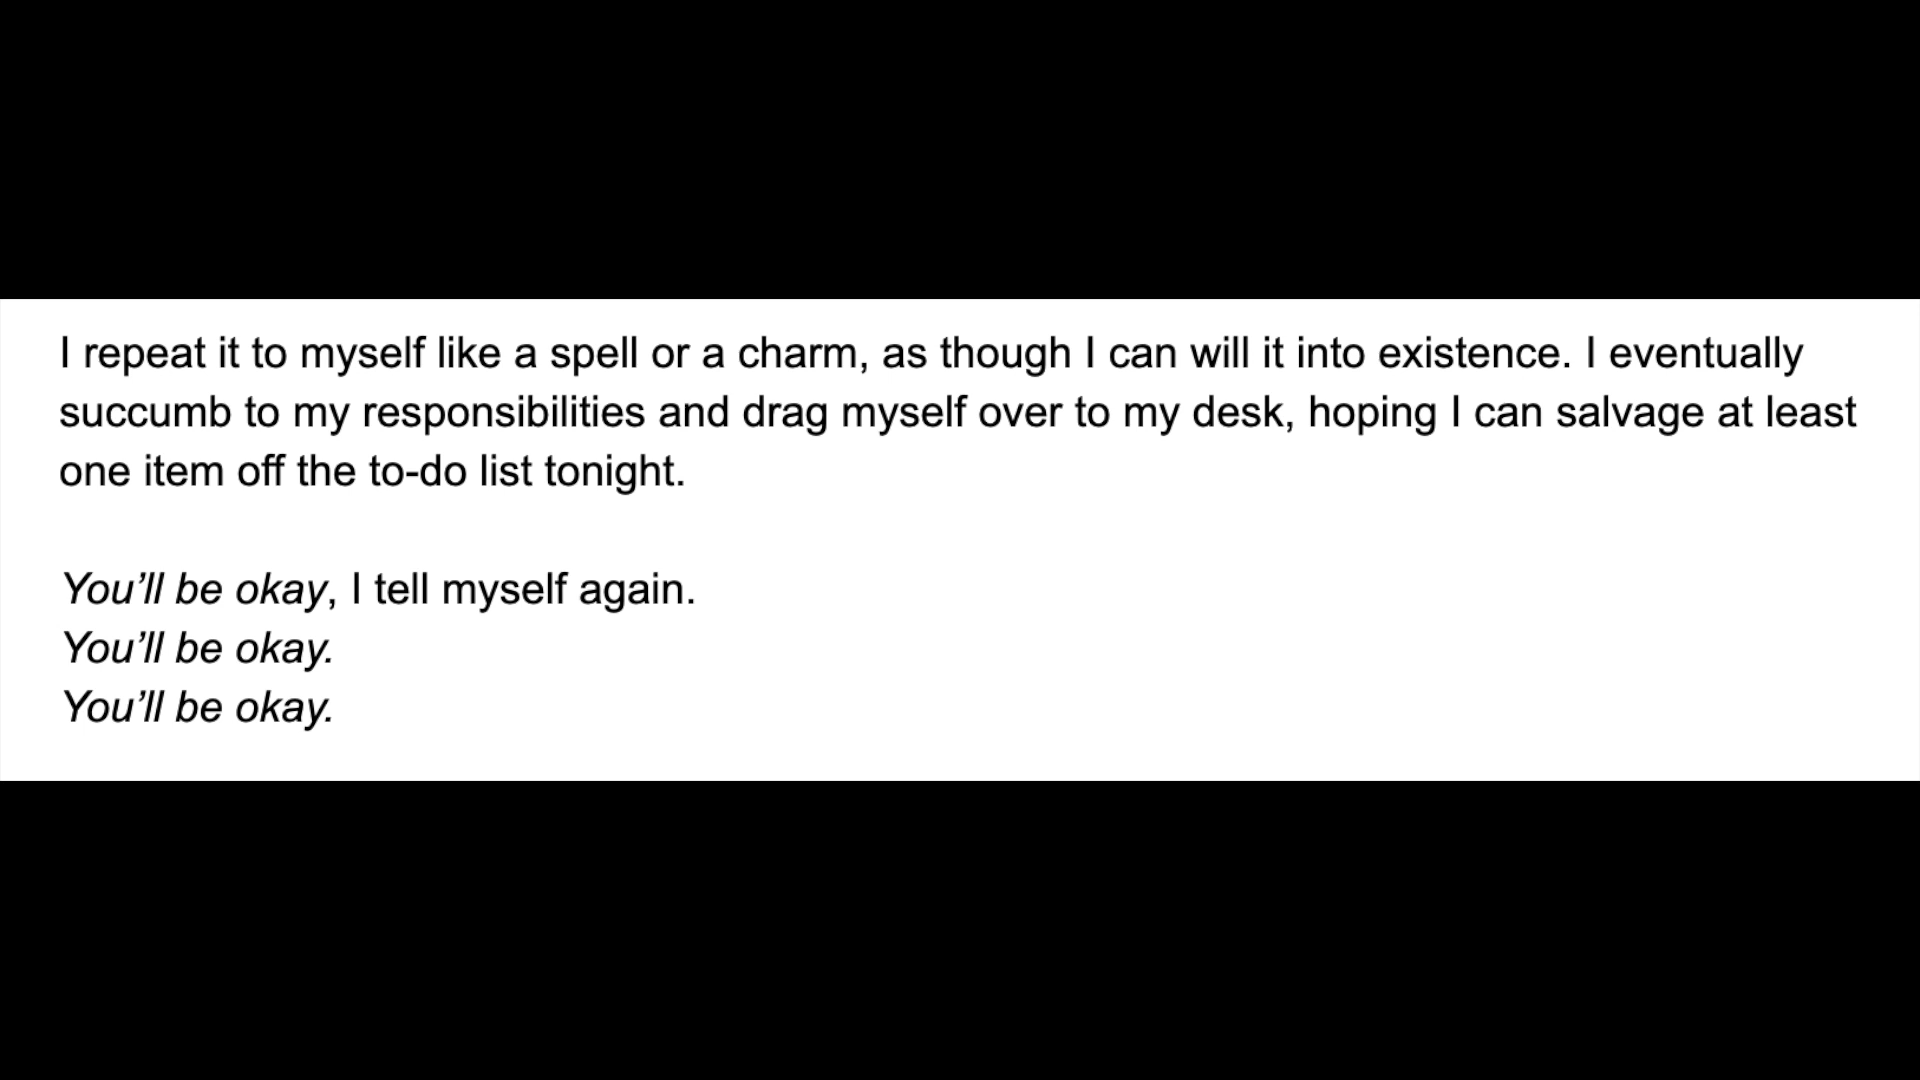 I repeat it to myself like a spell or a charm, as though I can will it into existence. I eventually
succumb to my responsibilities and drag myself over to my desk, hoping I can salvage at least
one item off the to-do list tonight.
You’ll be okay, I tell myself again.
You’ll be okay.
You’ll be okay.